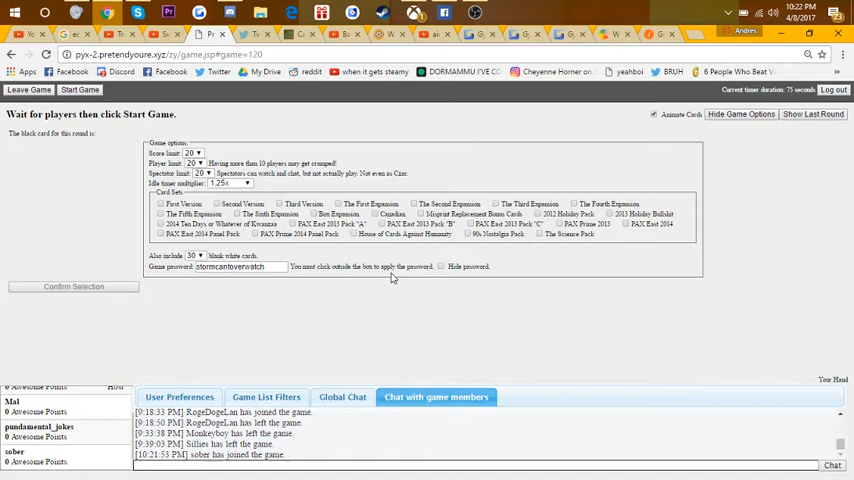 Andres
10:22 PM
4/8/2017
pyx-2.pretendyoure.xyz/zy/game.jsp#game=120
Apps Translate Twitter My Drive reddit when it gets steamy DORMAMMU I'VE C Cheyenne Horner on yeahboi BRUH 6 People Who Beat V
Leave Game Start Game Current timer duration: 75 seconds Log out
Wait for players then click Start Game. Animate Cards Hide Game Options Show Last Round
The black card for this round is:
Game options:
Score limit: 20
Player limit: 20 Having more than 10 players may get cramped!
Spectator limit: 20 Spectators can watch and chat, but not actually play. Not even as Czar.
Idle timer multiplier: 1.25x
Card Sets
First Version Second Version Third Version The First Expansion The Second Expansion The Third Expansion The Fourth Expansion
The Fifth Expansion The Sixth Expansion Box Expansion Canadian Misprint Replacement Bonus Cards 2012 Holiday Pack 2013 Holiday Bullshit
2014 Ten Days or Whatever of Kwanzaa PAX East 2013 Pack "A" PAX East 2013 Pack "B" PAX East 2013 Pack "C" PAX Prime 2013 PAX East 2014
PAX East 2014 Panel Pack PAX Prime 2014 Panel Pack House of Cards Against Humanity 90s Nostalgia Pack The Science Pack
Also include 30 blank white cards.
Game password: stormcantoverwatch You must click outside the box to apply the password. Hide password.
Confirm Selection
Your Hand
0 Awesome Points Host
Mal
0 Awesome Points
pundamental_jokes
0 Awesome Points
sober
0 Awesome Points
User Preferences Game List Filters Global Chat Chat with game members
[9:18:33 PM] RogeDogeLan has joined the game.
[9:18:50 PM] RogeDogeLan has left the game.
[9:33:38 PM] Monkeyboy has left the game.
[9:39:03 PM] Sillies has left the game.
[10:21:53 PM] sober has joined the game.
Chat